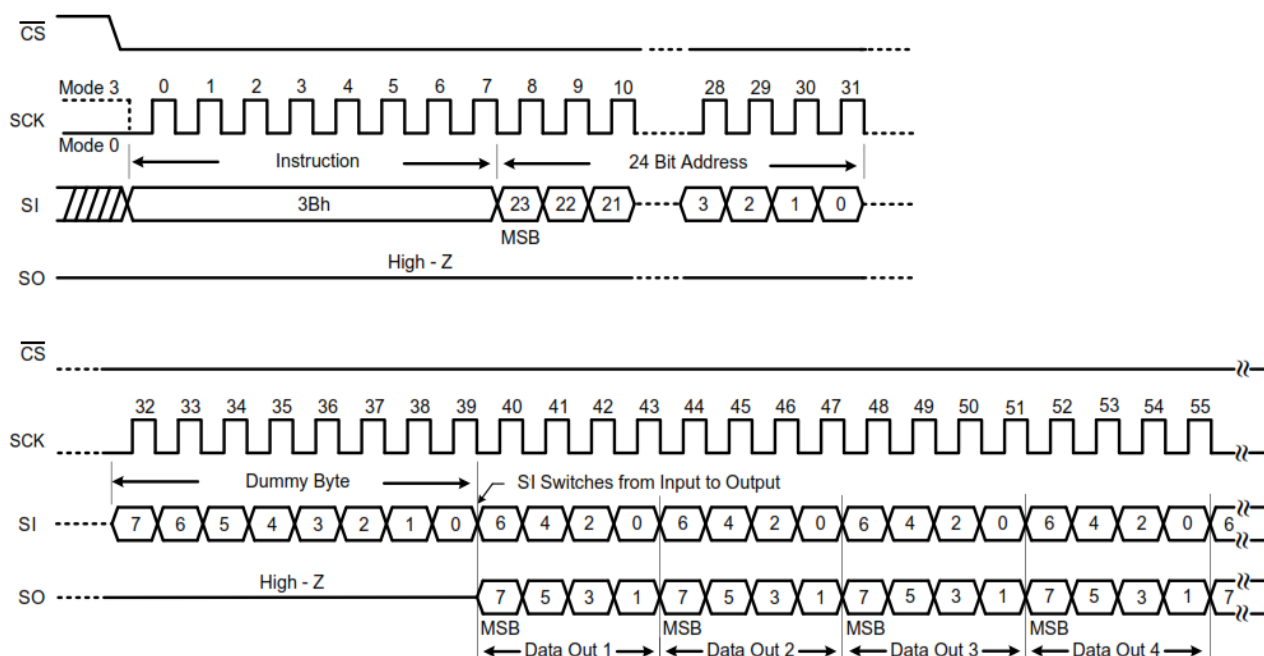 CS
Mode 3 0 1 2 3 4 5 6 7 8 9 10 28 29 30 31
SCK
Mode 0
Instruction 24 Bit Address
SI 3Bh 23 22 21 3 2 1 0
MSB
High - Z
SO
CS
32 33 34 35 36 37 38 39 40 41 42 43 44 45 46 47 48 49 50 51 52 53 54 55
SCK
Dummy Byte SI Switches from Input to Output
SI 7 6 5 4 3 2 1 0 6 4 2 0 6 4 2 0 6 4 2 0 6 4 2 0 6
High - Z
SO 7 5 3 1 7 5 3 1 7 5 3 1 7 5 3 1 7
MSB MSB MSB MSB
Data Out 1 Data Out 2 Data Out 3 Data Out 4